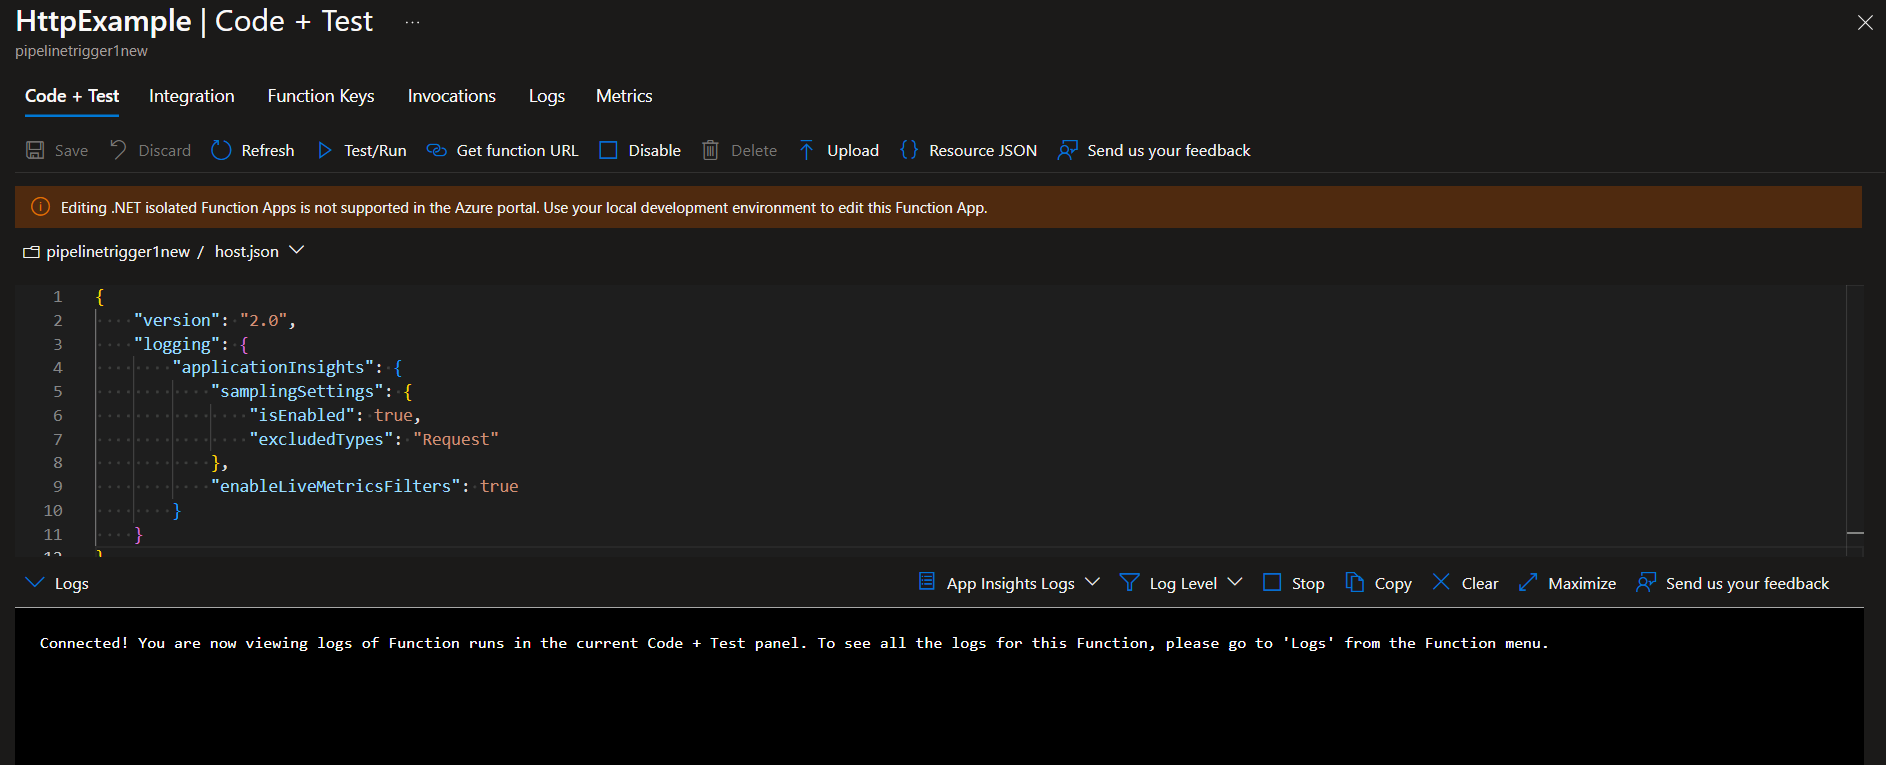 HttpExample | Code + Test ...
pipelinetrigger1new
Code + Test Integration Function Keys Invocations Logs Metrics
Save Discard Refresh Test/Run Get function URL Disable Delete Upload {} Resource JSON Send us your feedback
Editing .NET isolated Function Apps is not supported in the Azure portal. Use your local development environment to edit this Function App.
pipelinetrigger1new / host.json
1 {
2 "version": "2.0",
3 "logging": {
4 "applicationInsights": {
5 "samplingSettings": {
6 "isEnabled": true,
7 "excludedTypes": "Request"
8 },
9 "enableLiveMetricsFilters": true
10 }
11 }
12 }
Logs App Insights Logs Log Level Stop Copy Clear Maximize Send us your feedback
Connected! You are now viewing logs of Function runs in the current Code + Test panel. To see all the logs for this Function, please go to 'Logs' from the Function menu.